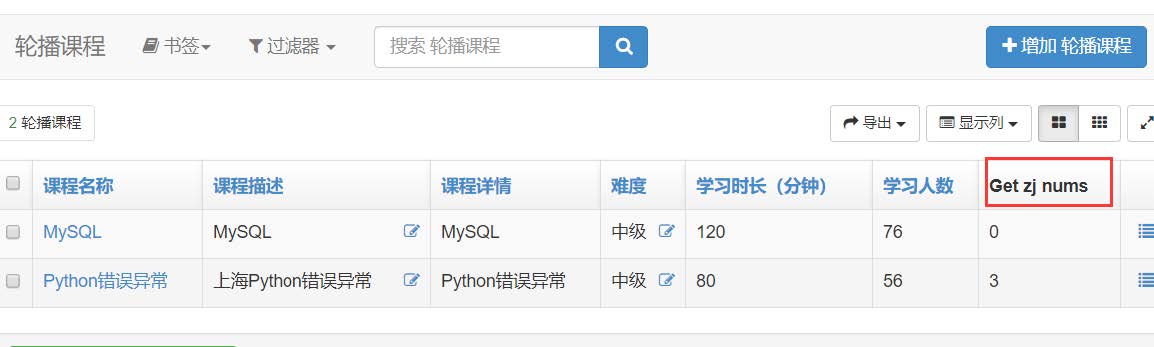 轮播课程 书签 过滤器 搜索 轮播课程 增加 轮播课程
2 轮播课程 导出 显示列
课程名称 课程描述 课程详情 难度 学习时长（分钟） 学习人数 Get zj nums
MySQL MySQL MySQL 中级 120 76 0
Python错误异常 上海Python错误异常 Python错误异常 中级 80 56 3